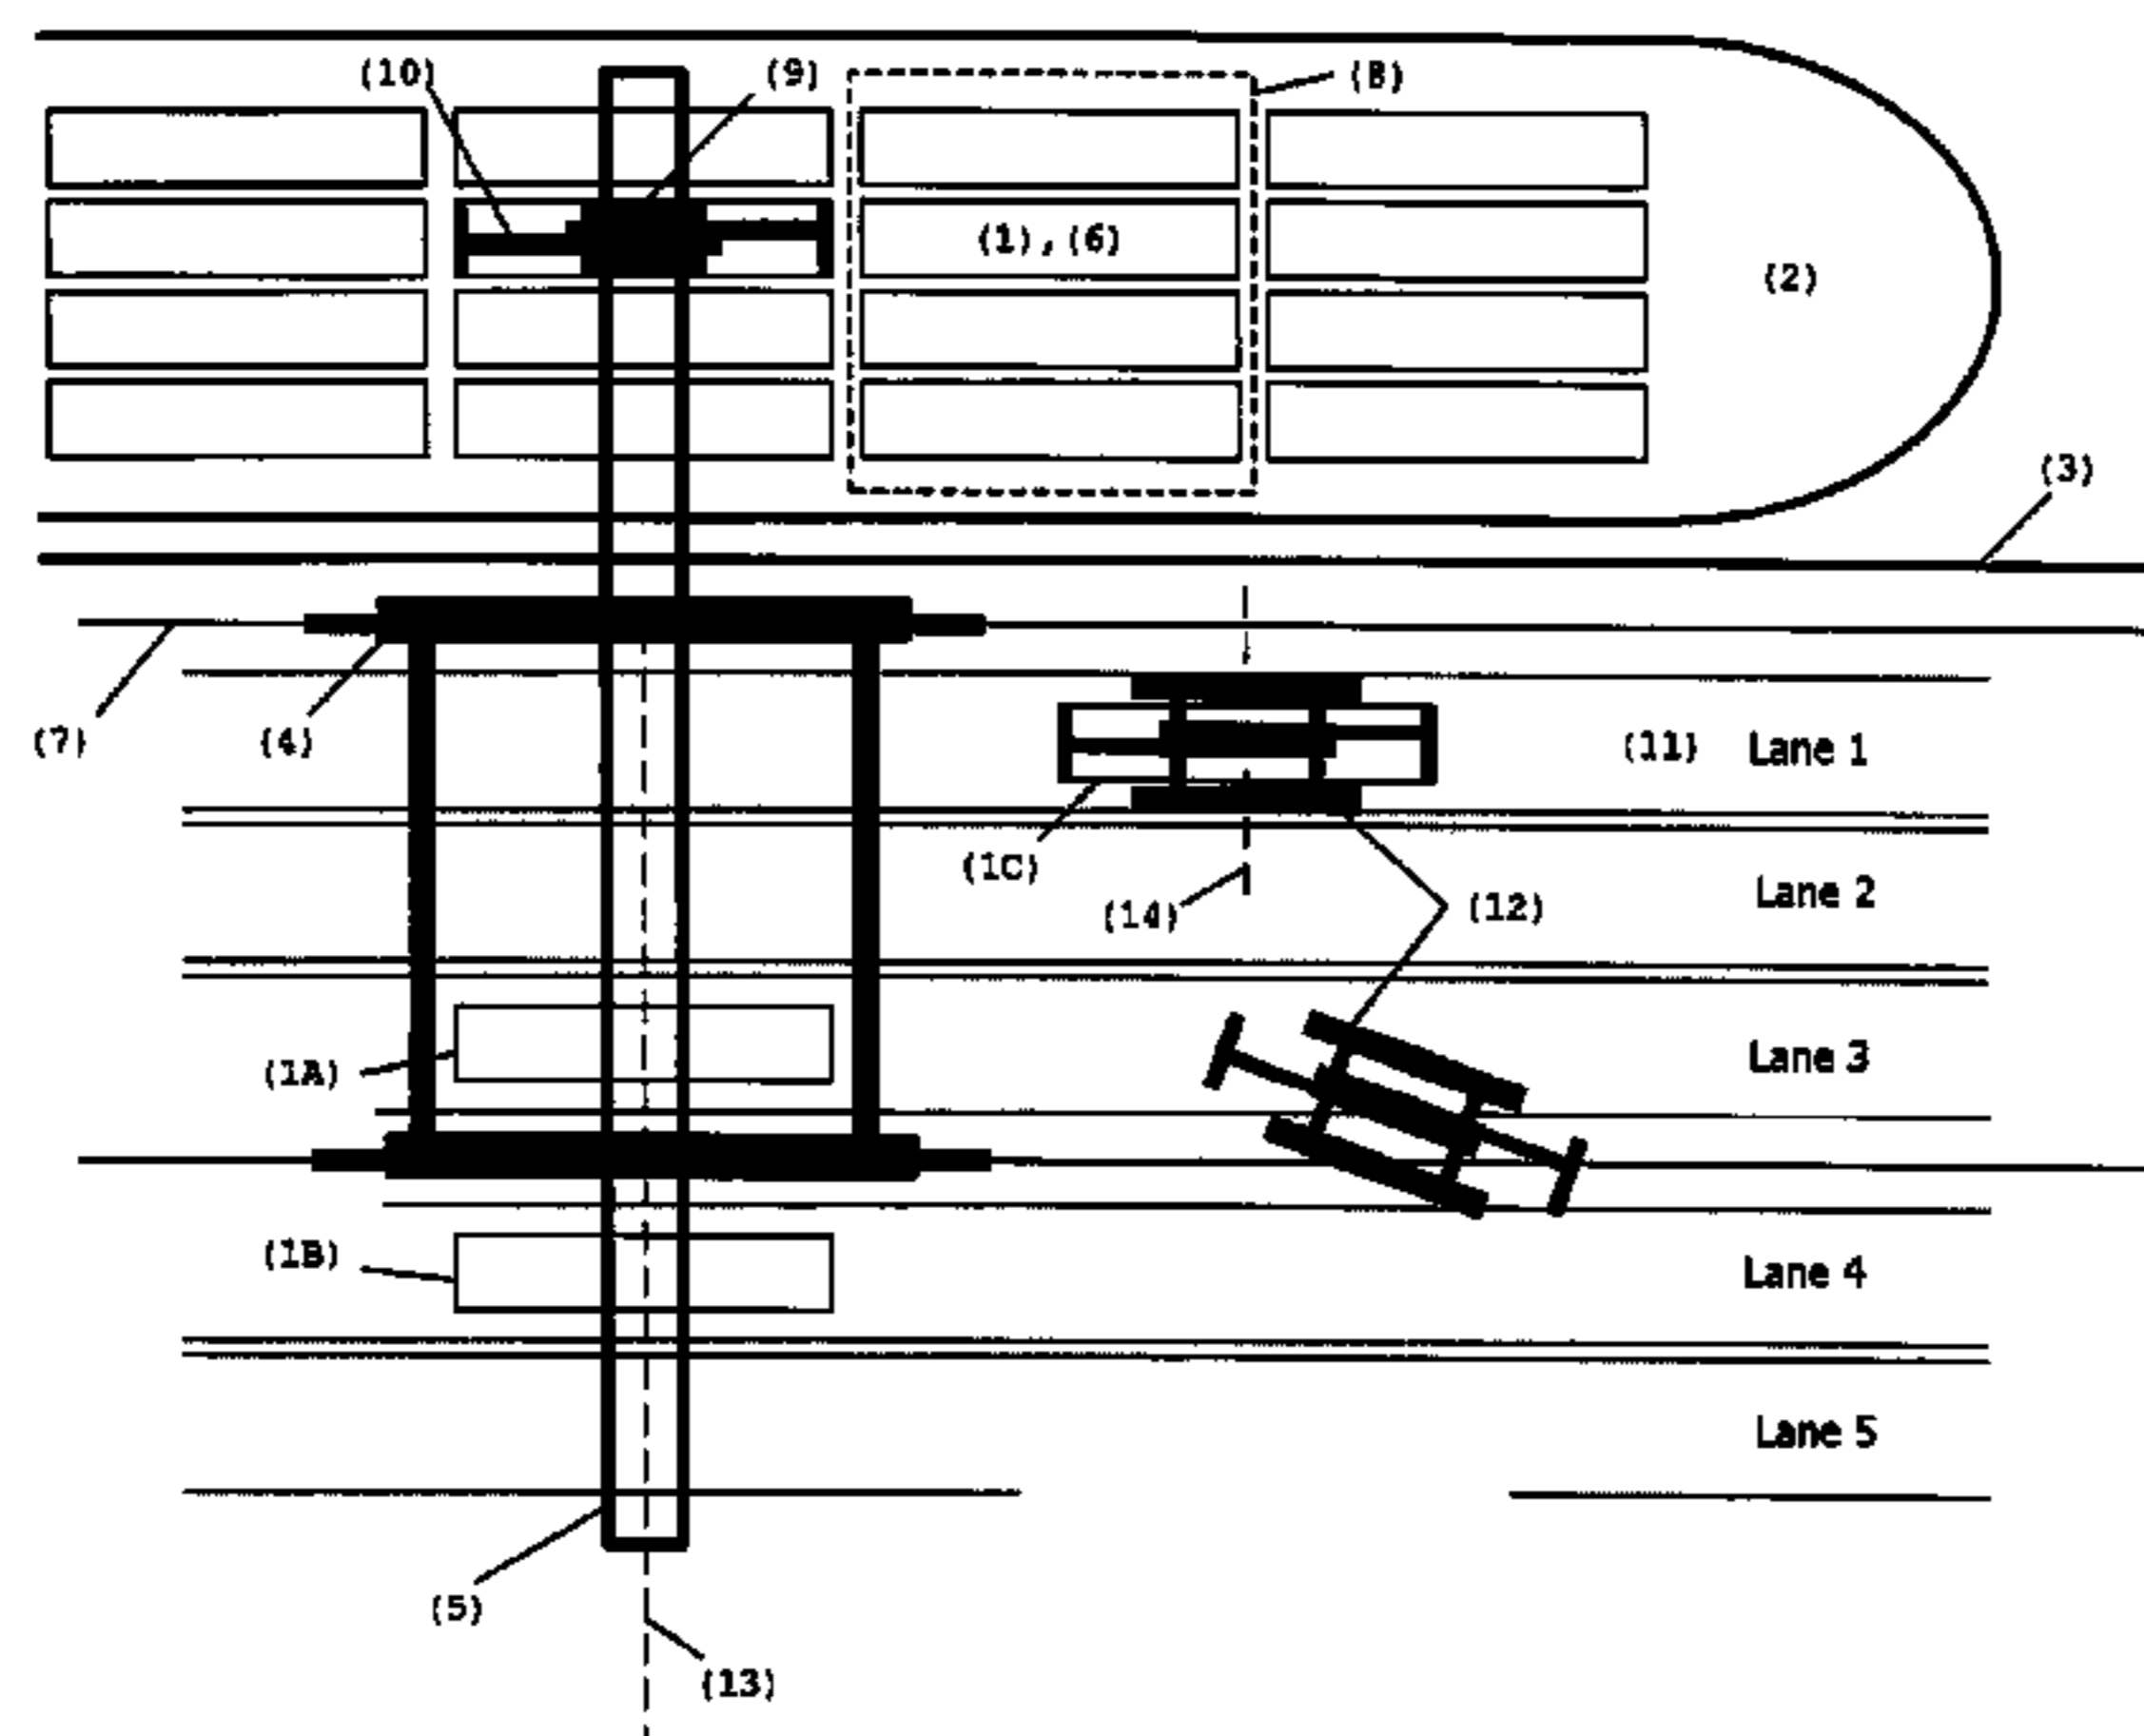 (10)
(9)
(8)
(1),(6)
(2)
(3)
(7)
(4)
(11) Lane 1
(1C)
(14)
(12)
Lane 2
(1A)
Lane 3
(1B)
Lane 4
Lane 5
(5)
(13)